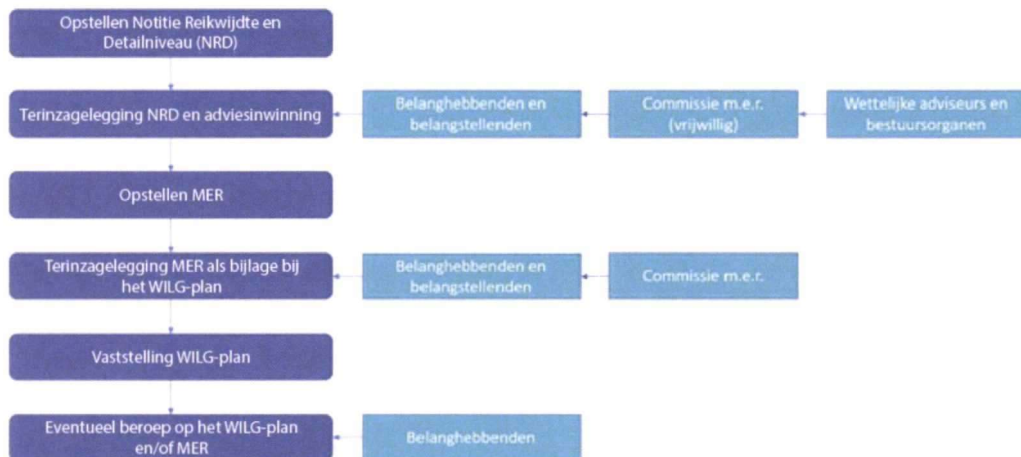 Opstellen Notitie Reikwijdte en
Detailniveau (NRD)
Terinzagelegging NRD en adviesinwinning
Belanghebbenden en
belangstellenden
Commissie m.e.r.
(vrijwillig)
Wettelijke adviseurs en
bestuursorganen
Opstellen MER
Terinzagelegging MER als bijlage bij
het WILG-plan
Belanghebbenden en
belangstellenden
Commissie m.e.r.
Vaststelling WILG-plan
Eventueel beroep op het WILG-plan
en/of MER
Belanghebbenden